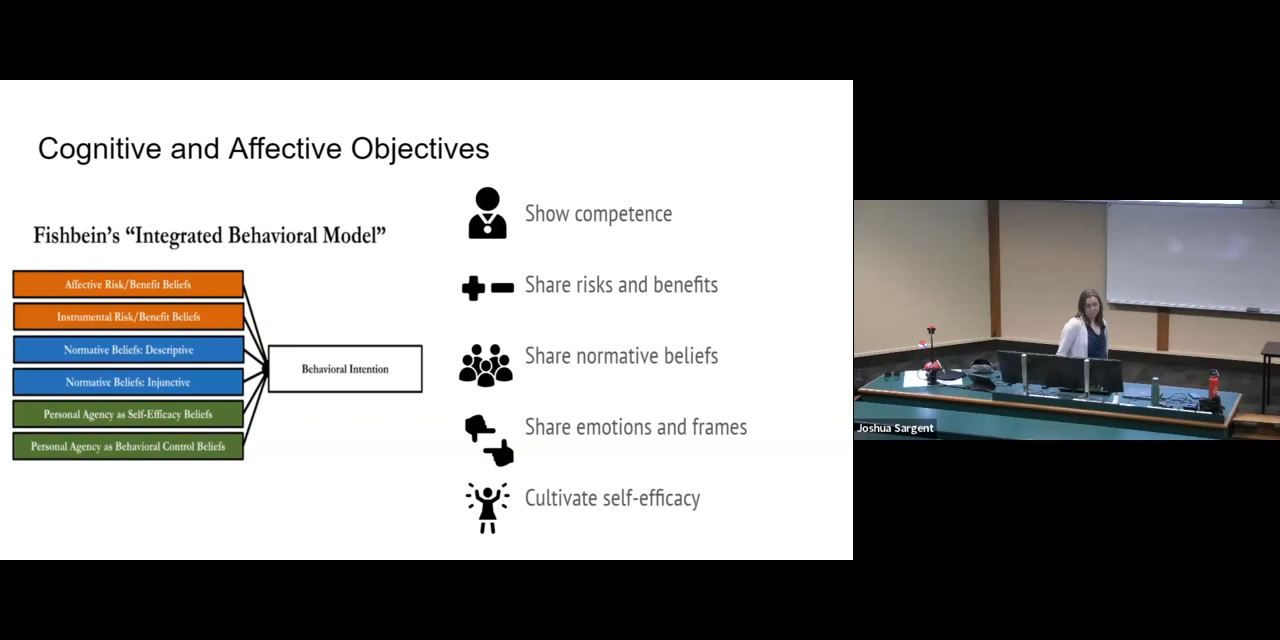 Cognitive and Affective Objectives
Fishbein's “Integrated Behavioral Model”
Affective Risk/Benefit Beliefs
Instrumental Risk/Benefit Beliefs
Normative Beliefs: Descriptive
Normative Beliefs: Injunctive
Personal Agency as Self-Efficacy Beliefs
Personal Agency as Behavioral Control Beliefs
Behavioral Intention
Show competence
Share risks and benefits
Share normative beliefs
Share emotions and frames
Cultivate self-efficacy
Joshua Sargent